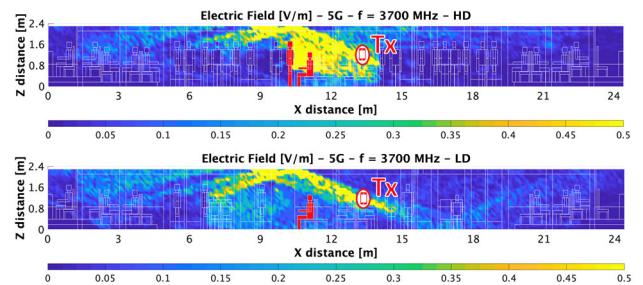 Electric Field [V/m] – 5G – f = 3700 MHz – HD
Z distance [m]
2.4
1.6
0.8
0
Tx
0 3 6 9 12 15 18 21 24
X distance [m]
0 0.05 0.1 0.15 0.2 0.25 0.3 0.35 0.4 0.45 0.5
Electric Field [V/m] – 5G – f = 3700 MHz – LD
Z distance [m]
2.4
1.6
0.8
0
Tx
0 3 6 9 12 15 18 21 24
X distance [m]
0 0.05 0.1 0.15 0.2 0.25 0.3 0.35 0.4 0.45 0.5